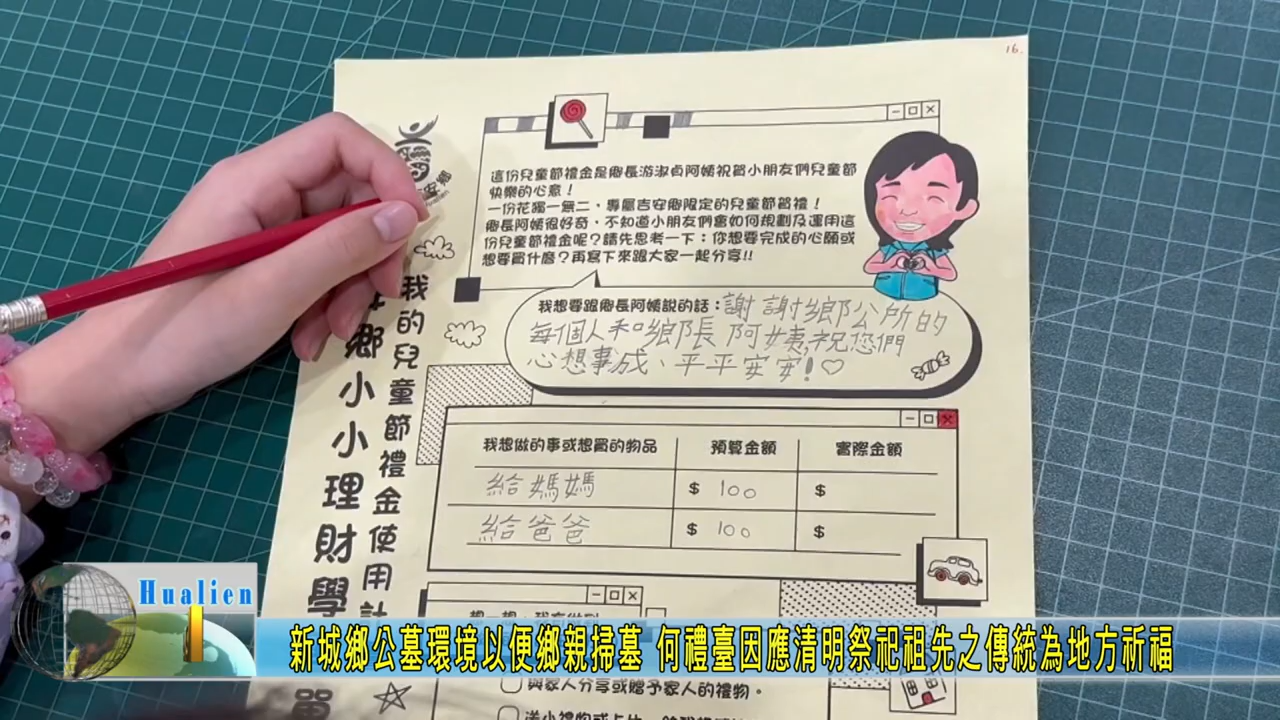 16.
這份兒童節禮金是鄉長游淑貞阿姨祝賀小朋友們兒童節
快樂的心意！
一份花獨一無二、專屬吉安鄉限定的兒童節賀禮！
鄉長阿姨很好奇，不知道小朋友們會如何規劃及運用這
份兒童節禮金呢？請先思考一下：你想要完成的心願或
想要買什麼？再寫下來跟大家一起分享!!
我想要跟鄉長阿姨說的話：謝謝鄉公所的
每個人和鄉長阿姨,祝您們
心想事成、平平安安!♡
我想做的事或想買的物品 預算金額 實際金額
給媽媽 $ 100 $
給爸爸 $ 100 $
我的兒童節禮金使用計
鄉小小理財學
單
與家人分享或贈予家人的禮物。
Hualien
1
新城鄉公墓環境以便鄉親掃墓 何禮臺因應清明祭祀祖先之傳統為地方祈福